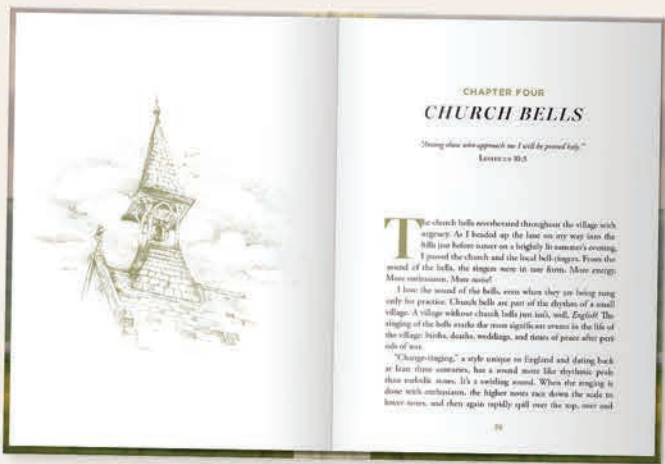 CHAPTER FOUR
CHURCH BELLS
"Among those who approach me I will be proved holy."
LEVITICUS 10:3
The church bells reverberated throughout the village with
urgency. As I headed up the lane on my way into the
hills just before sunset on a brightly lit summer's evening,
I passed the church and the local bell-ringers. From the
sound of the bells, the ringers were in rare form. More energy.
More enthusiasm. More noise!
I love the sound of the bells, even when they are being rung
only for practice. Church bells are part of the rhythm of a small
village. A village without church bells just isn't, well, English! The
ringing of the bells marks the more significant events in the life of
the village: births, deaths, weddings, and times of peace after peri-
ods of war.
"Change-ringing," a style unique to England and dating back
at least three centuries, has a sound more like rhythmic peals
than melodic tones. It's a swirling sound. When the ringing is
done with enthusiasm, the higher notes race down the scale to
lower notes, and then again rapidly spill over the top, over and